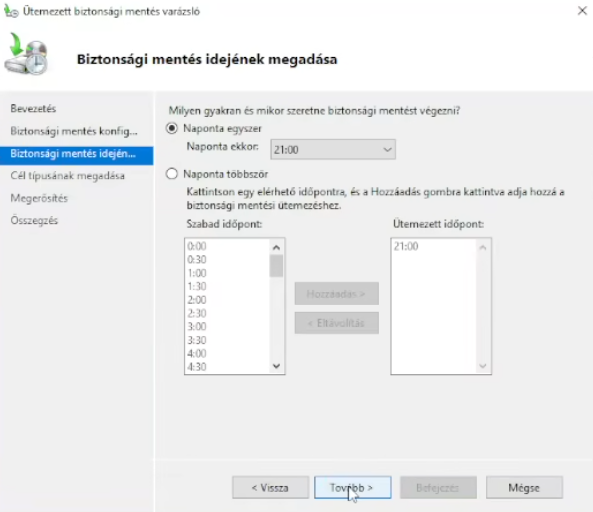 Ütemezett biztonsági mentés varázsló
Biztonsági mentés idejének megadása
Bevezetés
Biztonsági mentés konfig...
Biztonsági mentés idején...
Cél típusának megadása
Megerősítés
Összegzés
Milyen gyakran és mikor szeretne biztonsági mentést végezni?
Naponta egyszer
Naponta ekkor: 21:00
Naponta többször
Kattintson egy elérhető időpontra, és a Hozzáadás gombra kattintva adja hozzá a
biztonsági mentési ütemezéshez.
Szabad időpont:
0:00
0:30
1:00
1:30
2:00
2:30
3:00
3:30
4:00
4:30
Hozzáadás >
< Eltávolítás
Ütemezett időpont:
21:00
< Vissza
Tovább >
Befejezés
Mégse